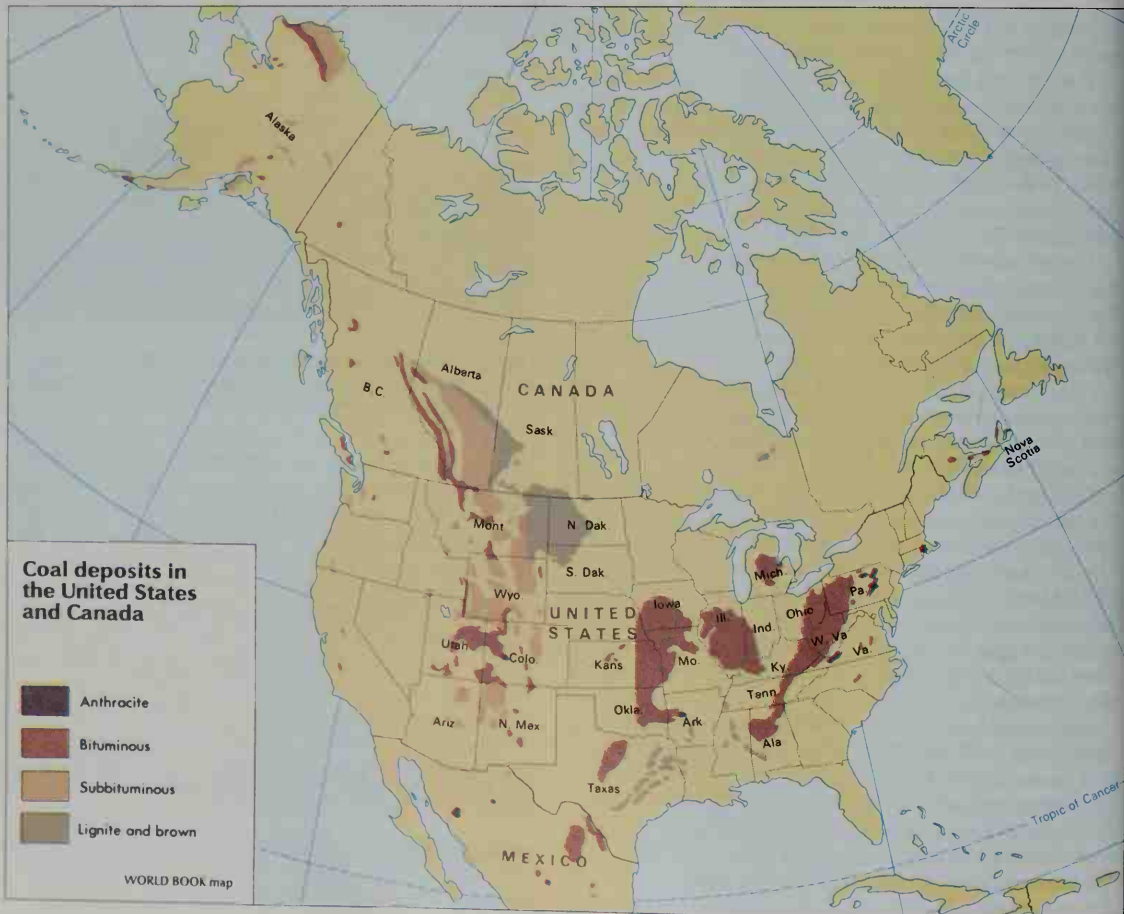 Arctic
Circle
Alaska
Alberta
B.C.
CANADA
Sask
Nova
Scotia
Mont
N. Dak
S. Dak
Mich.
Wyo
Iowa
Pa.
Ohio
UNITED
STATES
Ill.
Ind
W. Va
Utah
Colo.
Kans
Mo.
Ky.
Va.
Tenn
Okla.
Ark
Ariz
N. Mex
Ala
Texas
Tropic of Cancer
MEXICO
Coal deposits in
the United States
and Canada
Anthracite
Bituminous
Subbituminous
Lignite and brown
WORLD BOOK map